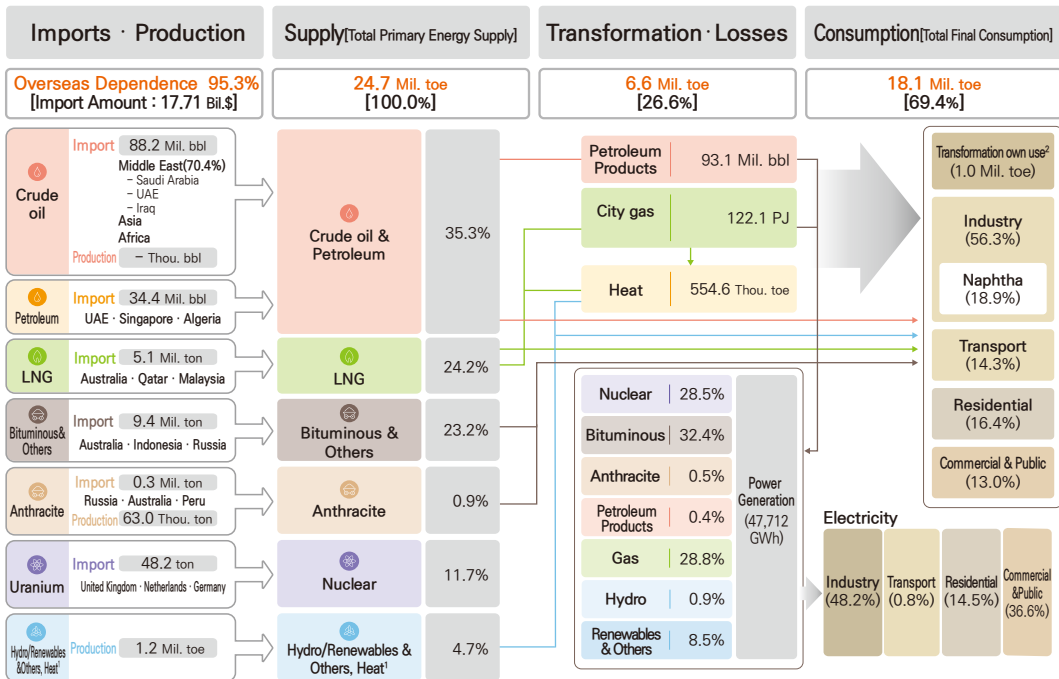 Imports · Production
Supply[Total Primary Energy Supply]
Transformation · Losses
Consumption[Total Final Consumption]
Overseas Dependence 95.3%
[Import Amount : 17.71 Bil.$]
24.7 Mil. toe
[100.0%]
6.6 Mil. toe
[26.6%]
18.1 Mil. toe
[69.4%]
Crude
oil
Import 88.2 Mil. bbl
Middle East(70.4%)
– Saudi Arabia
– UAE
– Iraq
Asia
Africa
Production – Thou. bbl
Petroleum
Import 34.4 Mil. bbl
UAE · Singapore · Algeria
LNG
Import 5.1 Mil. ton
Australia · Qatar · Malaysia
Bituminous&
Others
Import 9.4 Mil. ton
Australia · Indonesia · Russia
Anthracite
Import 0.3 Mil. ton
Russia · Australia · Peru
Production 63.0 Thou. ton
Uranium
Import 48.2 ton
United Kingdom · Netherlands · Germany
Hydro/Renewables
&Others, Heat¹
Production 1.2 Mil. toe
Crude oil &
Petroleum
35.3%
LNG
24.2%
Bituminous &
Others
23.2%
Anthracite
0.9%
Nuclear
11.7%
Hydro/Renewables &
Others, Heat¹
4.7%
Petroleum
Products
93.1 Mil. bbl
City gas
122.1 PJ
Heat
554.6 Thou. toe
Nuclear 28.5%
Bituminous 32.4%
Anthracite 0.5%
Petroleum
Products
0.4%
Gas 28.8%
Hydro 0.9%
Renewables
& Others
8.5%
Power
Generation
(47,712
GWh)
Transformation own use²
(1.0 Mil. toe)
Industry
(56.3%)
Naphtha
(18.9%)
Transport
(14.3%)
Residential
(16.4%)
Commercial & Public
(13.0%)
Electricity
Industry
(48.2%)
Transport
(0.8%)
Residential
(14.5%)
Commercial
&Public
(36.6%)